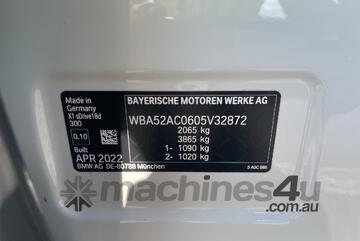 Made in
Germany
X1 sDrive18d
300
0.10
Built
APR 2022
BMW AG DE-80788 München
BAYERISCHE MOTOREN WERKE AG
WBA52AC0605V32872
2065 kg
3865 kg
1- 1090 kg
2- 1020 kg
machines4u
.com.au